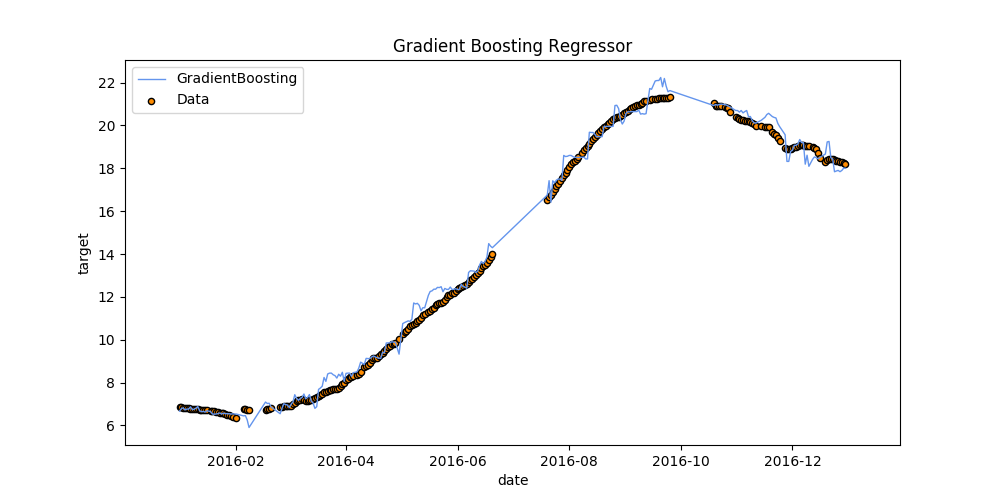 Gradient Boosting Regressor
GradientBoosting
Data
target
22
20
18
16
14
12
10
8
6
2016-02 2016-04 2016-06 2016-08 2016-10 2016-12
date